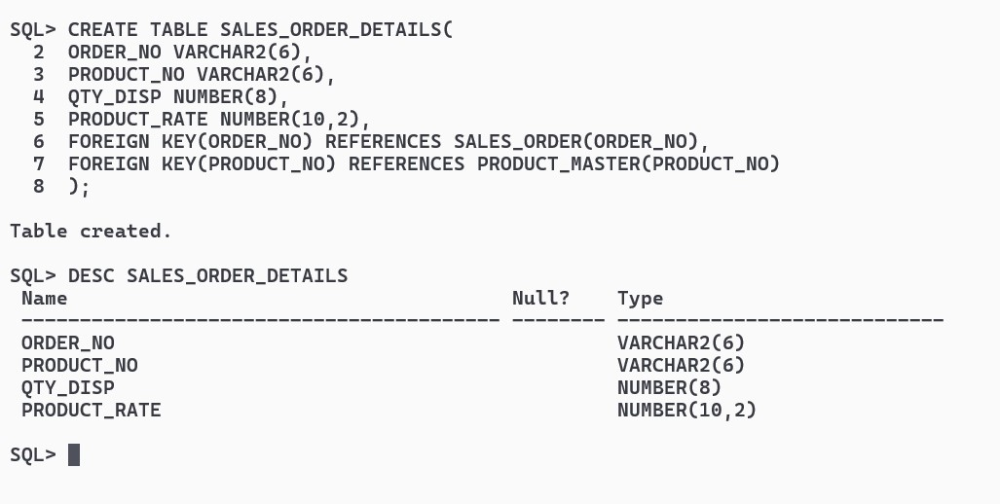 SQL> CREATE TABLE SALES_ORDER_DETAILS(
  2  ORDER_NO VARCHAR2(6),
  3  PRODUCT_NO VARCHAR2(6),
  4  QTY_DISP NUMBER(8),
  5  PRODUCT_RATE NUMBER(10,2),
  6  FOREIGN KEY(ORDER_NO) REFERENCES SALES_ORDER(ORDER_NO),
  7  FOREIGN KEY(PRODUCT_NO) REFERENCES PRODUCT_MASTER(PRODUCT_NO)
  8  );

Table created.

SQL> DESC SALES_ORDER_DETAILS
 Name                                      Null?    Type
 ----------------------------------------- -------- ----------------------------
 ORDER_NO                                           VARCHAR2(6)
 PRODUCT_NO                                         VARCHAR2(6)
 QTY_DISP                                           NUMBER(8)
 PRODUCT_RATE                                       NUMBER(10,2)

SQL>